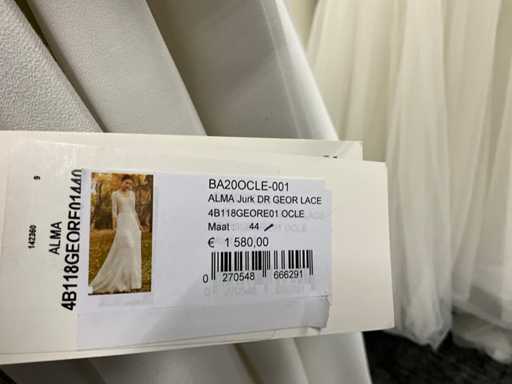 BA20OCLE-001
ALMA Jurk DR GEOR LACE
4B118GEORE01 OCLE
Maat 44
€ 1 580,00
0 270548 666291
ALMA
4B118GEORE01440
142360
9